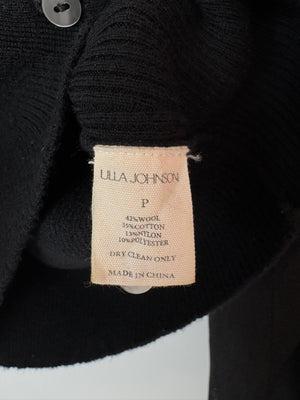 ULLA JOHNSON
P
42% WOOL
35% COTTON
13% NYLON
10% POLYESTER
DRY CLEAN ONLY
MADE IN CHINA